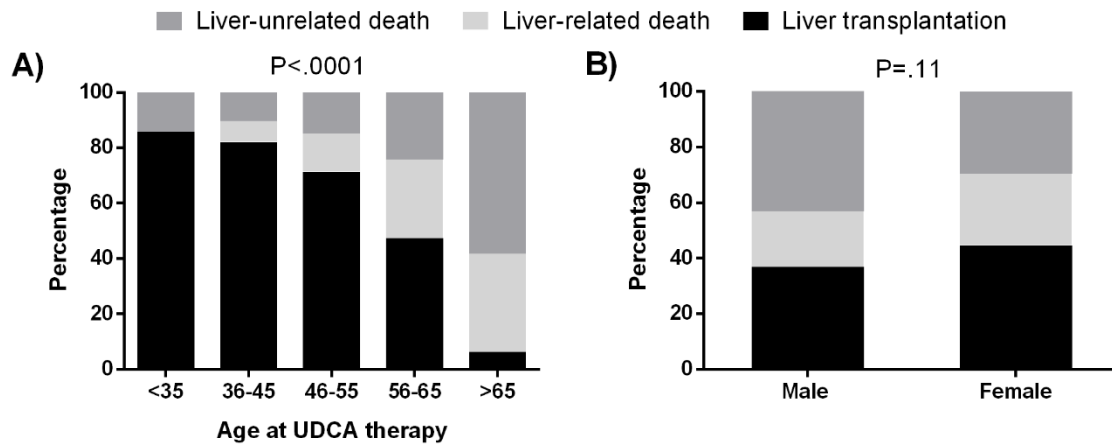 Liver-unrelated death Liver-related death Liver transplantation
A) P<.0001
B) P=.11
Percentage
100
80
60
40
20
0
<35 36-45 46-55 56-65 >65
Age at UDCA therapy
Percentage
100
80
60
40
20
0
Male Female